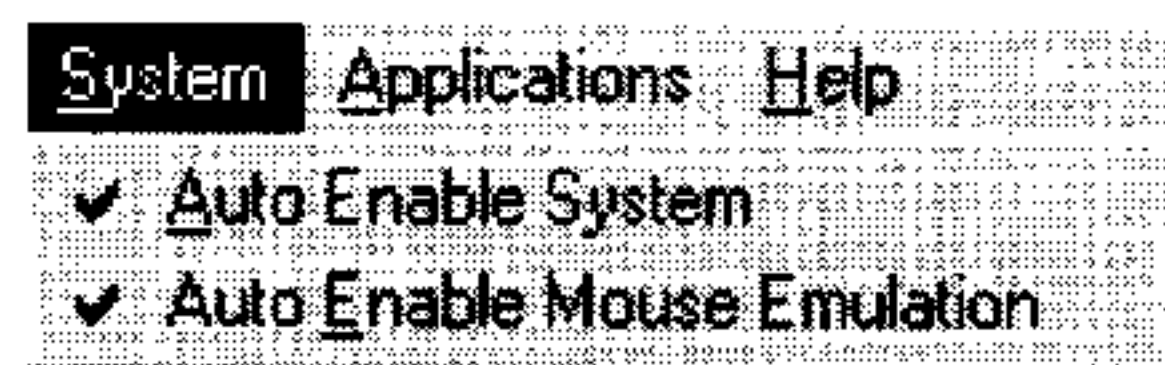 System Applications Help
✔ Auto Enable System
✔ Auto Enable Mouse Emulation